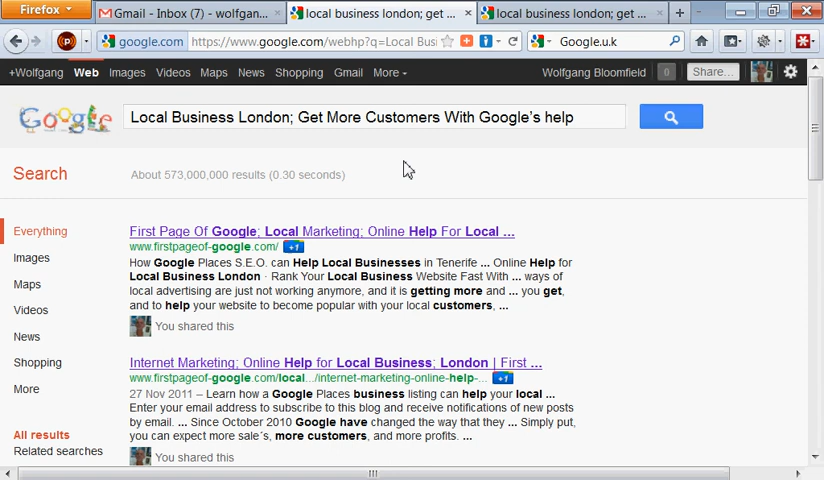 Firefox
Gmail - Inbox (7) - wolfgan...
local business london; get ...
local business london; get ...
google.com
https://www.google.com/webhp?q=Local Busi
Google.u.k
+Wolfgang Web Images Videos Maps News Shopping Gmail More
Wolfgang Bloomfield 0 Share...
Google
Local Business London; Get More Customers With Google's help
Search
About 573,000,000 results (0.30 seconds)
Everything
Images
Maps
Videos
News
Shopping
More
All results
Related searches
First Page Of Google; Local Marketing; Online Help For Local ...
www.firstpageof-google.com/ +1
How Google Places S.E.O. can Help Local Businesses in Tenerife ... Online Help for
Local Business London · Rank Your Local Business Website Fast With ... ways of
local advertising are just not working anymore, and it is getting more and ... you get,
and to help your website to become popular with your local customers, ...
You shared this
Internet Marketing; Online Help for Local Business; London | First ...
www.firstpageof-google.com/local.../internet-marketing-online-help-... +1
27 Nov 2011 – Learn how a Google Places business listing can help your local ...
Enter your email address to subscribe to this blog and receive notifications of new posts
by email. ... Since October 2010 Google have changed the way that they ... Simply put,
you can expect more sale´s, more customers, and more profits. ...
You shared this